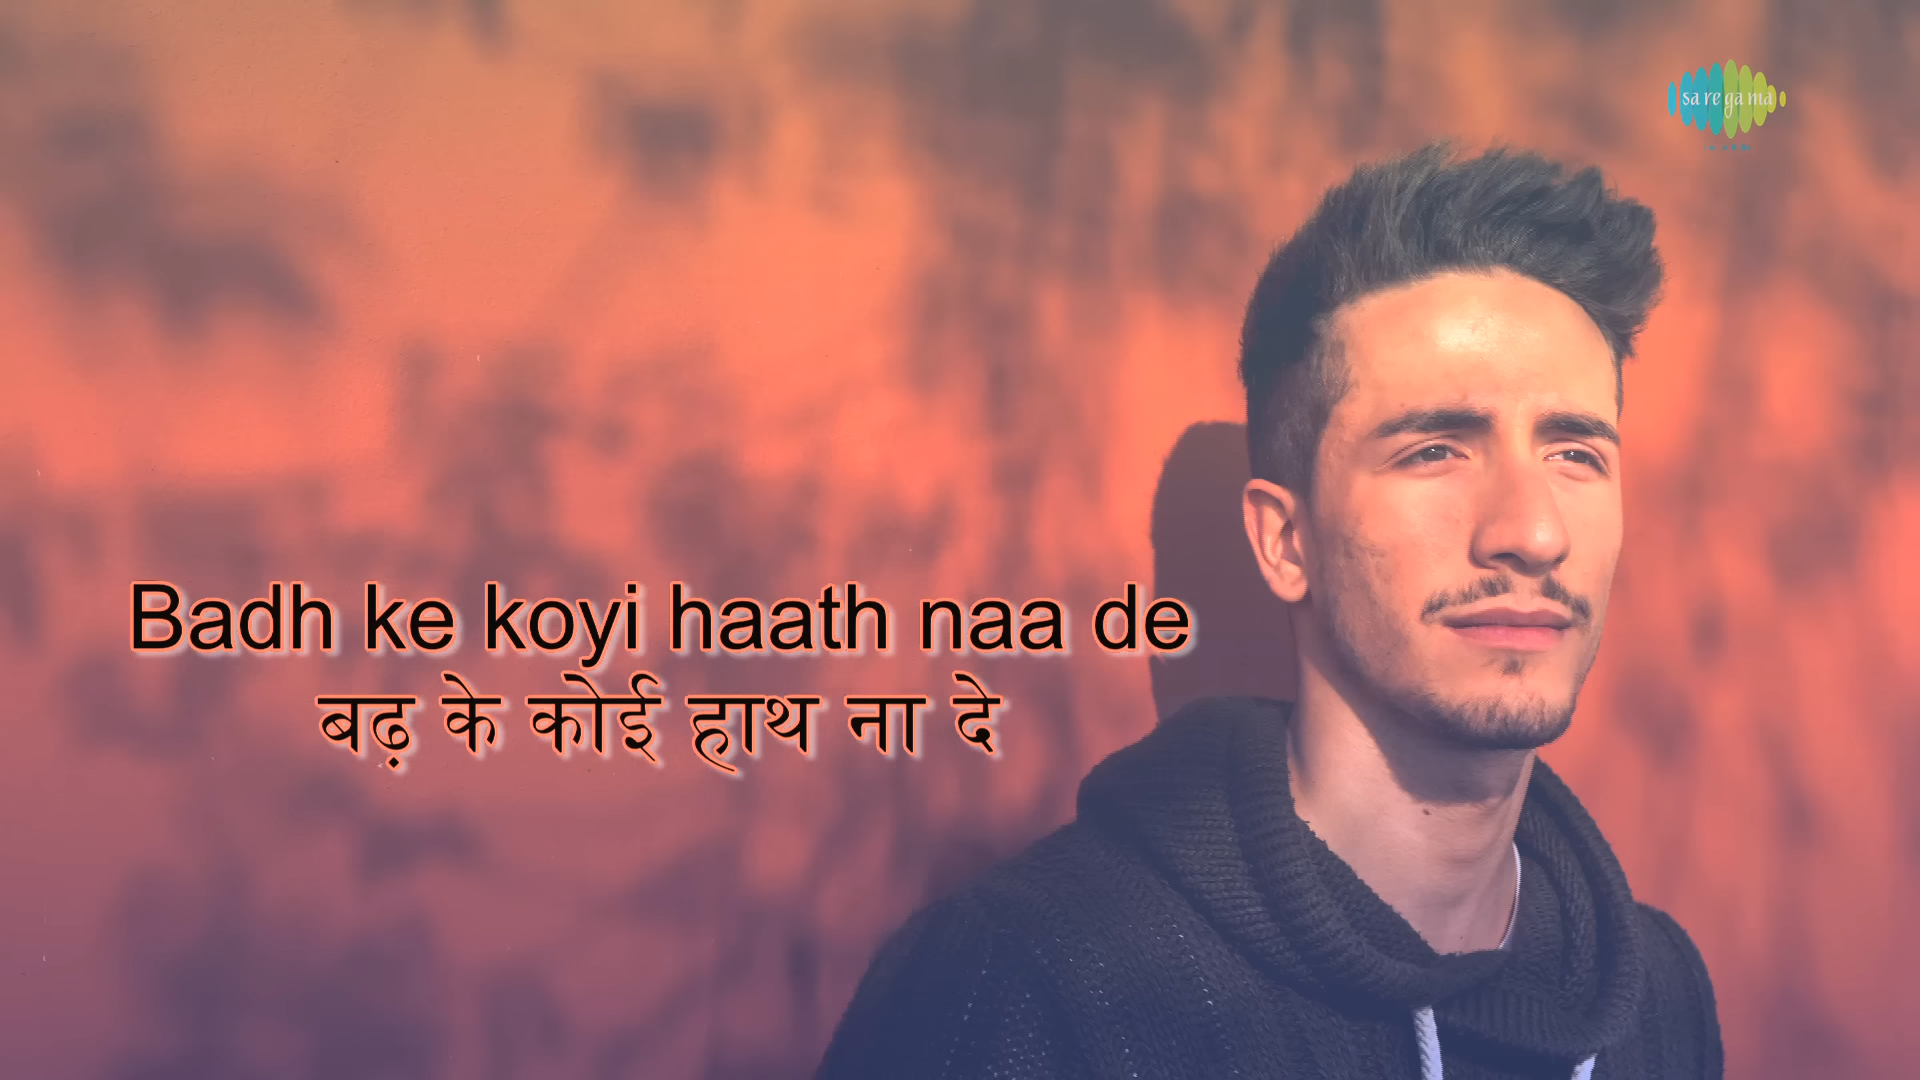 sa re ga ma
Badh ke koyi haath naa de
बढ़ के कोई हाथ ना दे